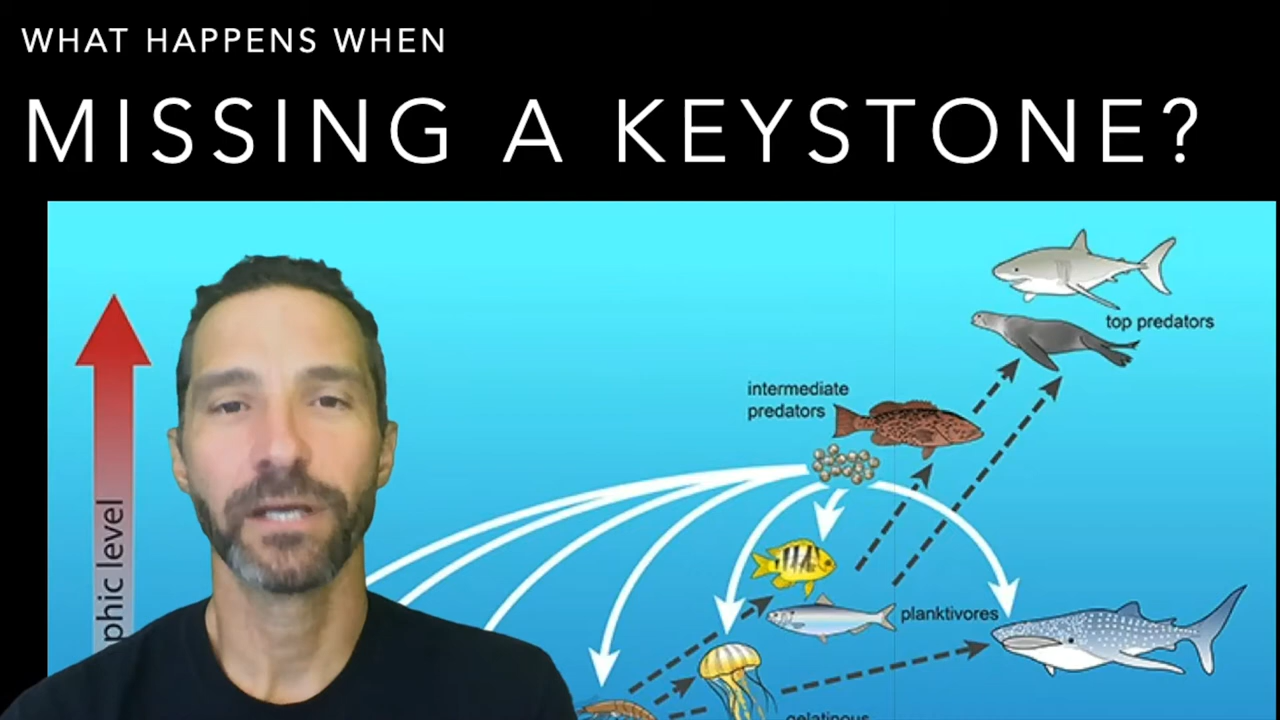 WHAT HAPPENS WHEN
MISSING A KEYSTONE?
top predators
intermediate
predators
planktivores